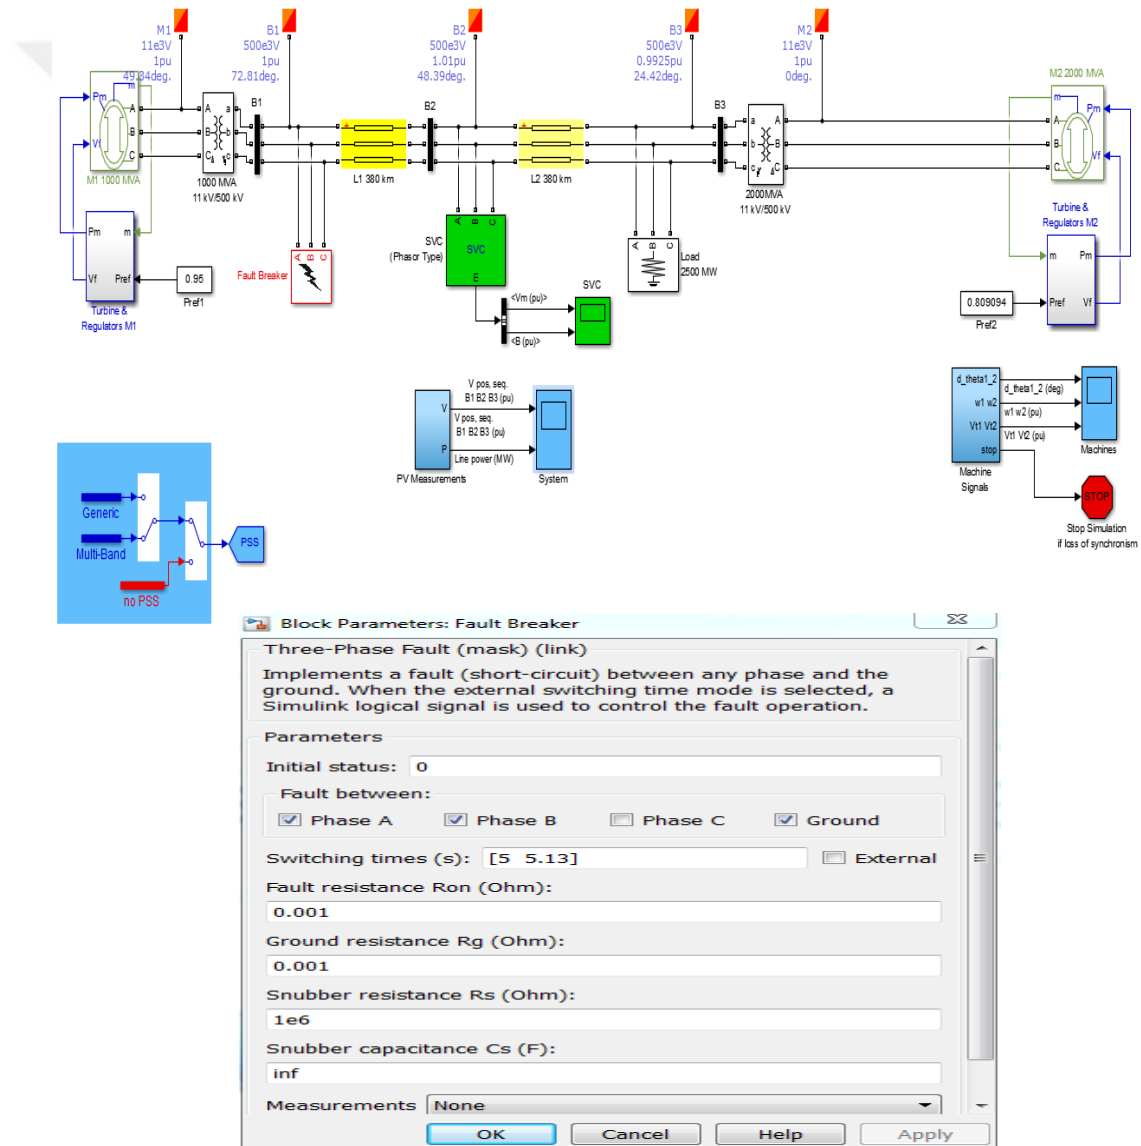 M1
11e3V
1pu
49.34deg.
B1
500e3V
1pu
72.81deg.
B2
500e3V
1.01pu
48.39deg.
B3
500e3V
0.9925pu
24.42deg.
M2
11e3V
1pu
0deg.
M2 2000 MVA
m
Pm
A
B
C
Vf
M1 1000 MVA
A a
B b
C c
1000 MVA
11 kV/500 kV
B1
L1 380 km
B2
L2 380 km
B3
a A
b B
c C
2000MVA
11 kV/500 kV
m
A
B
C
Pm
Vf
Turbine &
Regulators M2
Pm m
Vf Pref
Turbine &
Regulators M1
0.95
Pref1
Fault Breaker
A B C
SVC
(Phasor Type)
A B C
SVC
m
<Vm (pu)>
<B (pu)>
SVC
A B C
Load
2500 MW
0.809094
Pref2
m Pm
Pref Vf
V pos, seq.
B1 B2 B3 (pu)
V
V pos, seq.
B1 B2 B3 (pu)
P
Line power (MW)
PV Measurements
System
d_theta1_2
d_theta1_2 (deg)
w1 w2
w1 w2 (pu)
Vt1 Vt2
Vt1 Vt2 (pu)
stop
Machine
Signals
Machines
STOP
Stop Simulation
if loss of synchronism
Generic
Multi-Band
no PSS
PSS
Block Parameters: Fault Breaker
Three-Phase Fault (mask) (link)
Implements a fault (short-circuit) between any phase and the
ground. When the external switching time mode is selected, a
Simulink logical signal is used to control the fault operation.
Parameters
Initial status: 0
Fault between:
Phase A Phase B Phase C Ground
Switching times (s): [5 5.13] External
Fault resistance Ron (Ohm):
0.001
Ground resistance Rg (Ohm):
0.001
Snubber resistance Rs (Ohm):
1e6
Snubber capacitance Cs (F):
inf
Measurements None
OK Cancel Help Apply